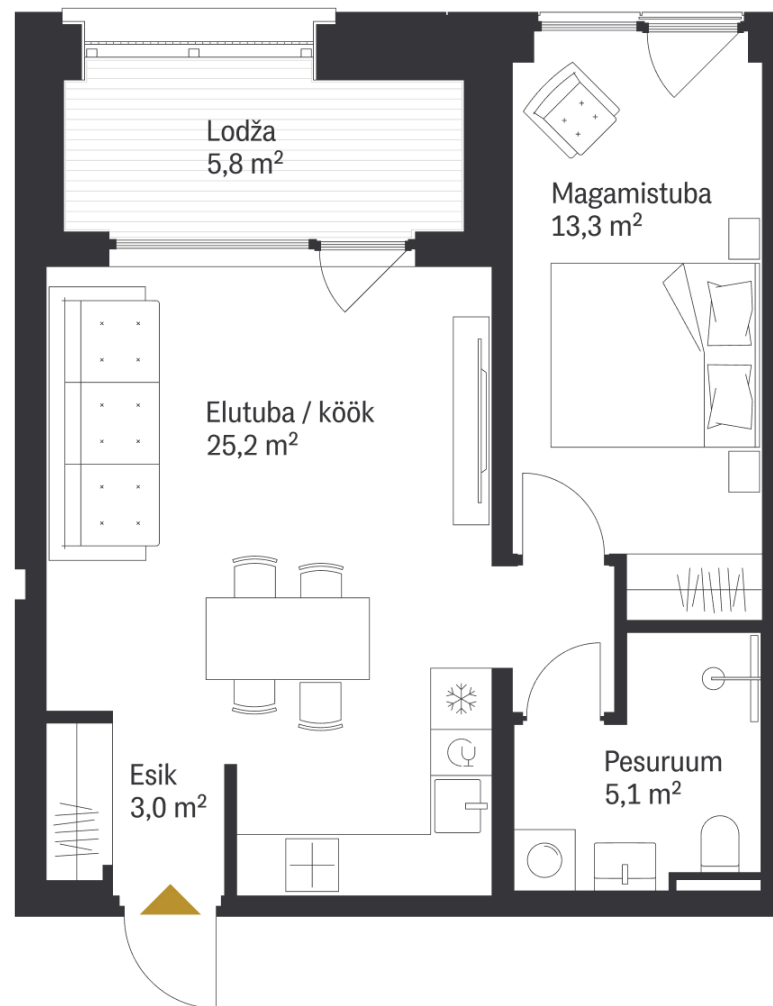 Lodža
5,8 m²
Magamistuba
13,3 m²
Elutuba / köök
25,2 m²
Esik
3,0 m²
Pesuruum
5,1 m²